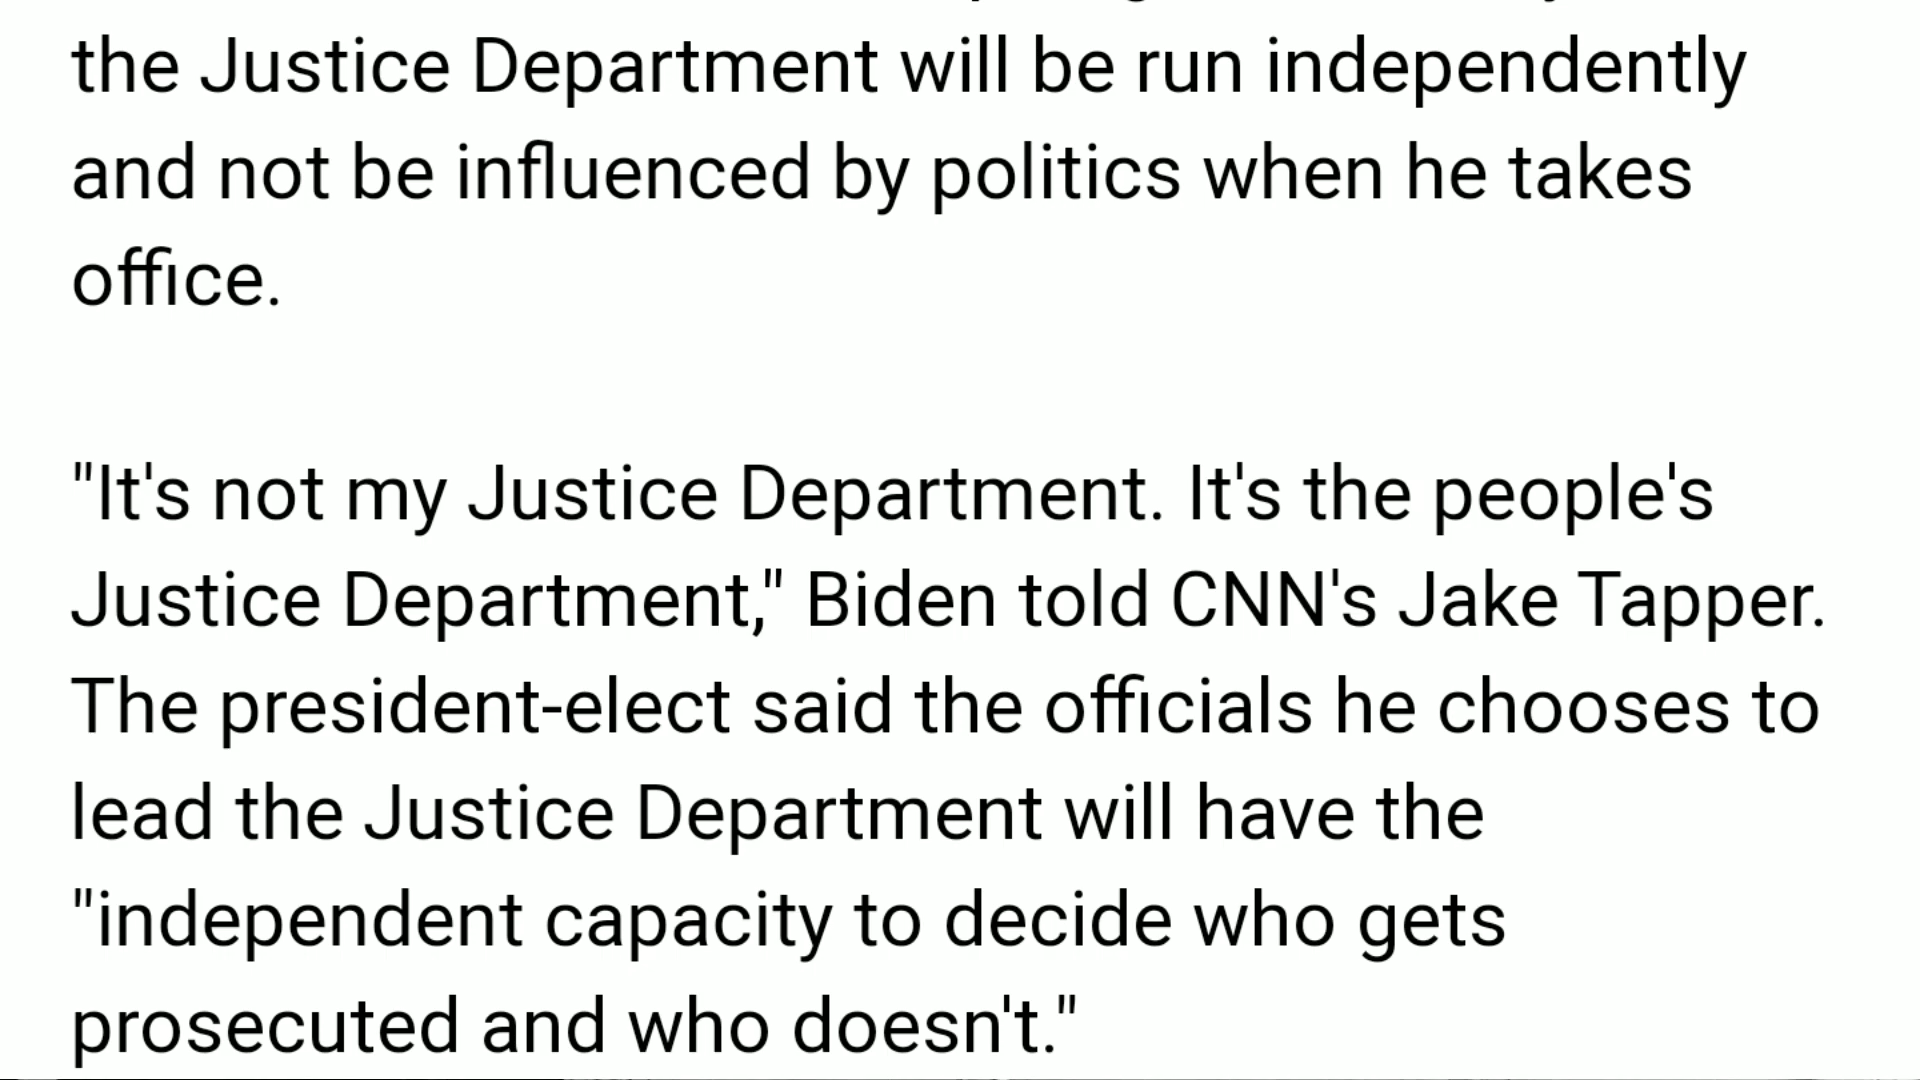 the Justice Department will be run independently
and not be influenced by politics when he takes
office.
"It's not my Justice Department. It's the people's
Justice Department," Biden told CNN's Jake Tapper.
The president-elect said the officials he chooses to
lead the Justice Department will have the
"independent capacity to decide who gets
prosecuted and who doesn't."